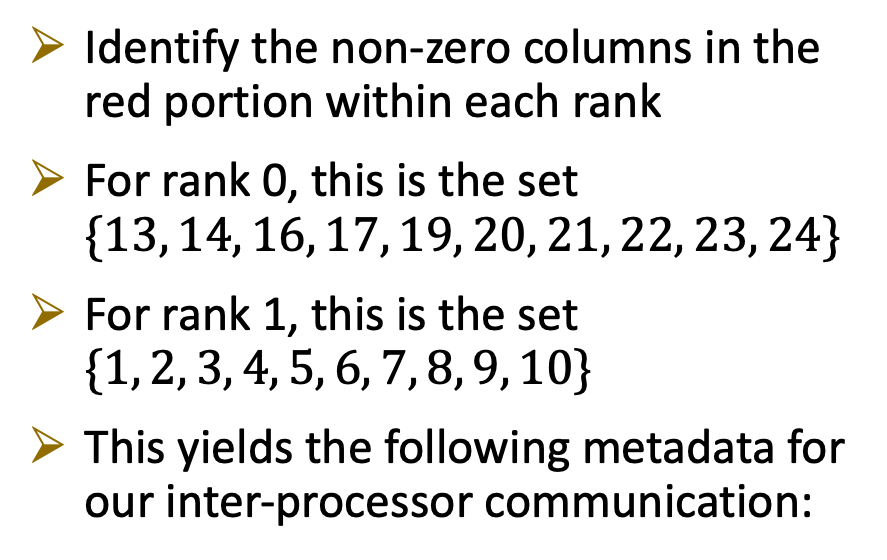 ➢ Identify the non-zero columns in the
red portion within each rank
➢ For rank 0, this is the set
{13, 14, 16, 17, 19, 20, 21, 22, 23, 24}
➢ For rank 1, this is the set
{1, 2, 3, 4, 5, 6, 7, 8, 9, 10}
➢ This yields the following metadata for
our inter-processor communication: